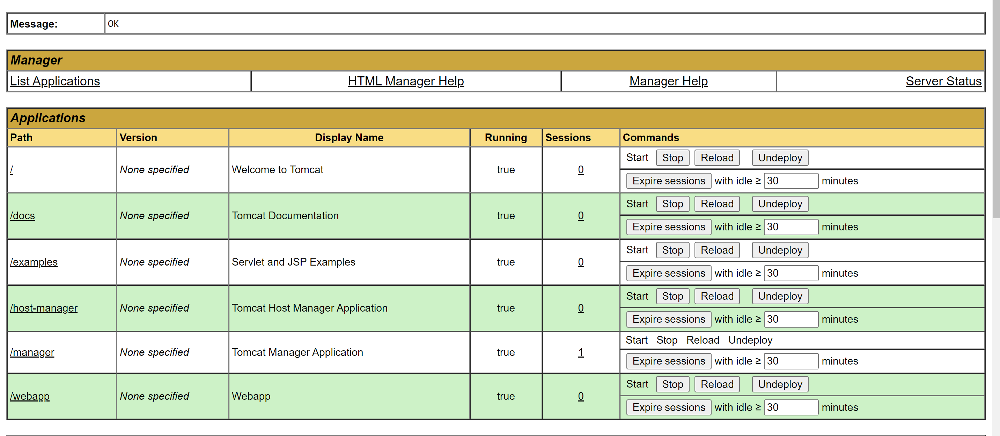 Message: OK
Manager
List Applications HTML Manager Help Manager Help Server Status
Applications
Path Version Display Name Running Sessions Commands
/ None specified Welcome to Tomcat true 0 Start Stop Reload Undeploy
Expire sessions with idle ≥ 30 minutes
/docs None specified Tomcat Documentation true 0 Start Stop Reload Undeploy
Expire sessions with idle ≥ 30 minutes
/examples None specified Servlet and JSP Examples true 0 Start Stop Reload Undeploy
Expire sessions with idle ≥ 30 minutes
/host-manager None specified Tomcat Host Manager Application true 0 Start Stop Reload Undeploy
Expire sessions with idle ≥ 30 minutes
/manager None specified Tomcat Manager Application true 1 Start Stop Reload Undeploy
Expire sessions with idle ≥ 30 minutes
/webapp None specified Webapp true 0 Start Stop Reload Undeploy
Expire sessions with idle ≥ 30 minutes